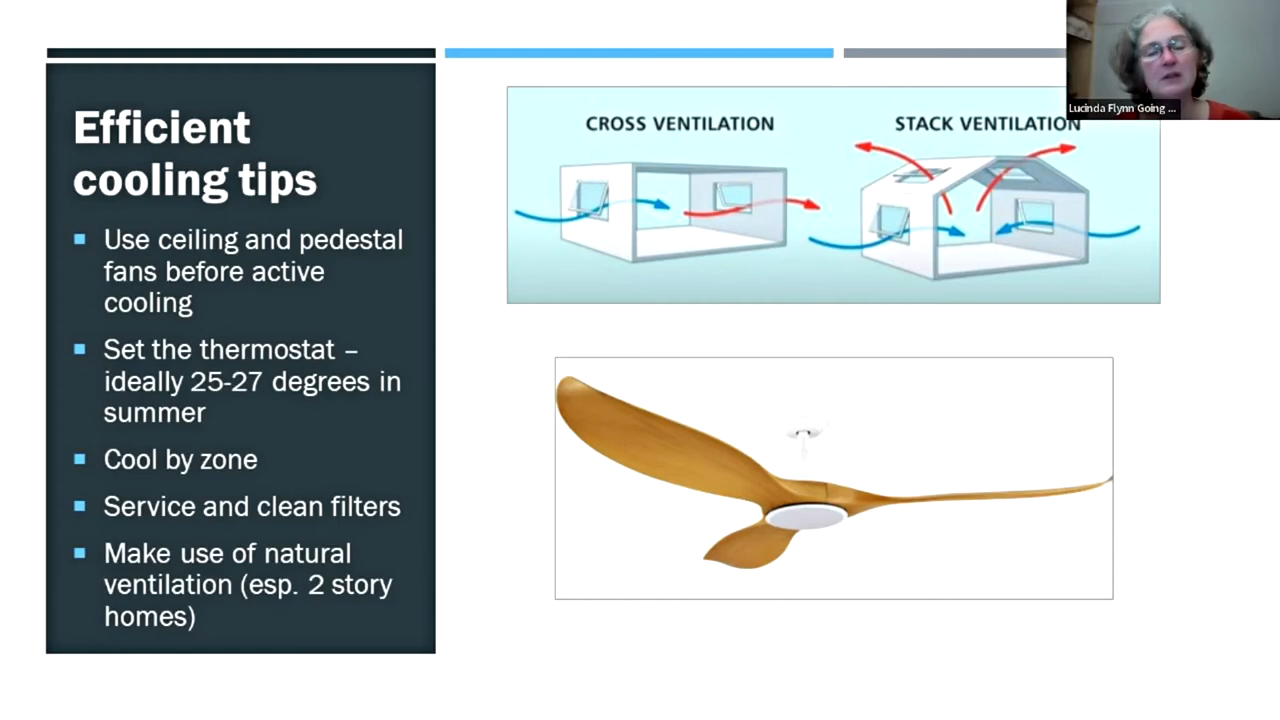 Efficient
cooling tips
Use ceiling and pedestal
fans before active
cooling
Set the thermostat –
ideally 25-27 degrees in
summer
Cool by zone
Service and clean filters
Make use of natural
ventilation (esp. 2 story
homes)
CROSS VENTILATION
STACK VENTILATION
Lucinda Flynn Going ...